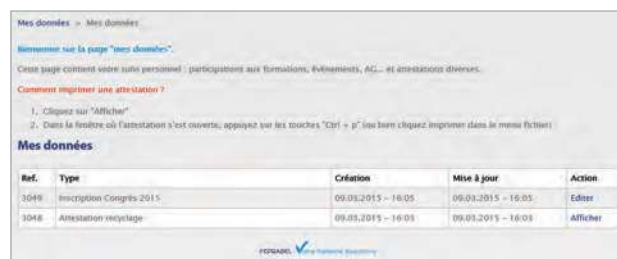 Mes données > Mes données
Bienvenue sur la page "mes données".
Cette page contient votre suivi personnel : participations aux formations, événements, AG... et attestations diverses.
Comment imprimer une attestation ?
1. Cliquez sur "Afficher"
2. Dans la fenêtre où l'attestation s'est ouverte, appuyez sur les touches "Ctrl + p" (ou bien cliquez imprimer dans le menu fichier)
Mes données
Ref. Type Création Mise à jour Action
3049 Inscription Congrès 2015 09.03.2015 - 16:05 09.03.2015 - 16:05 Editer
3048 Attestation recyclage 09.03.2015 - 16:03 09.03.2015 - 16:03 Afficher